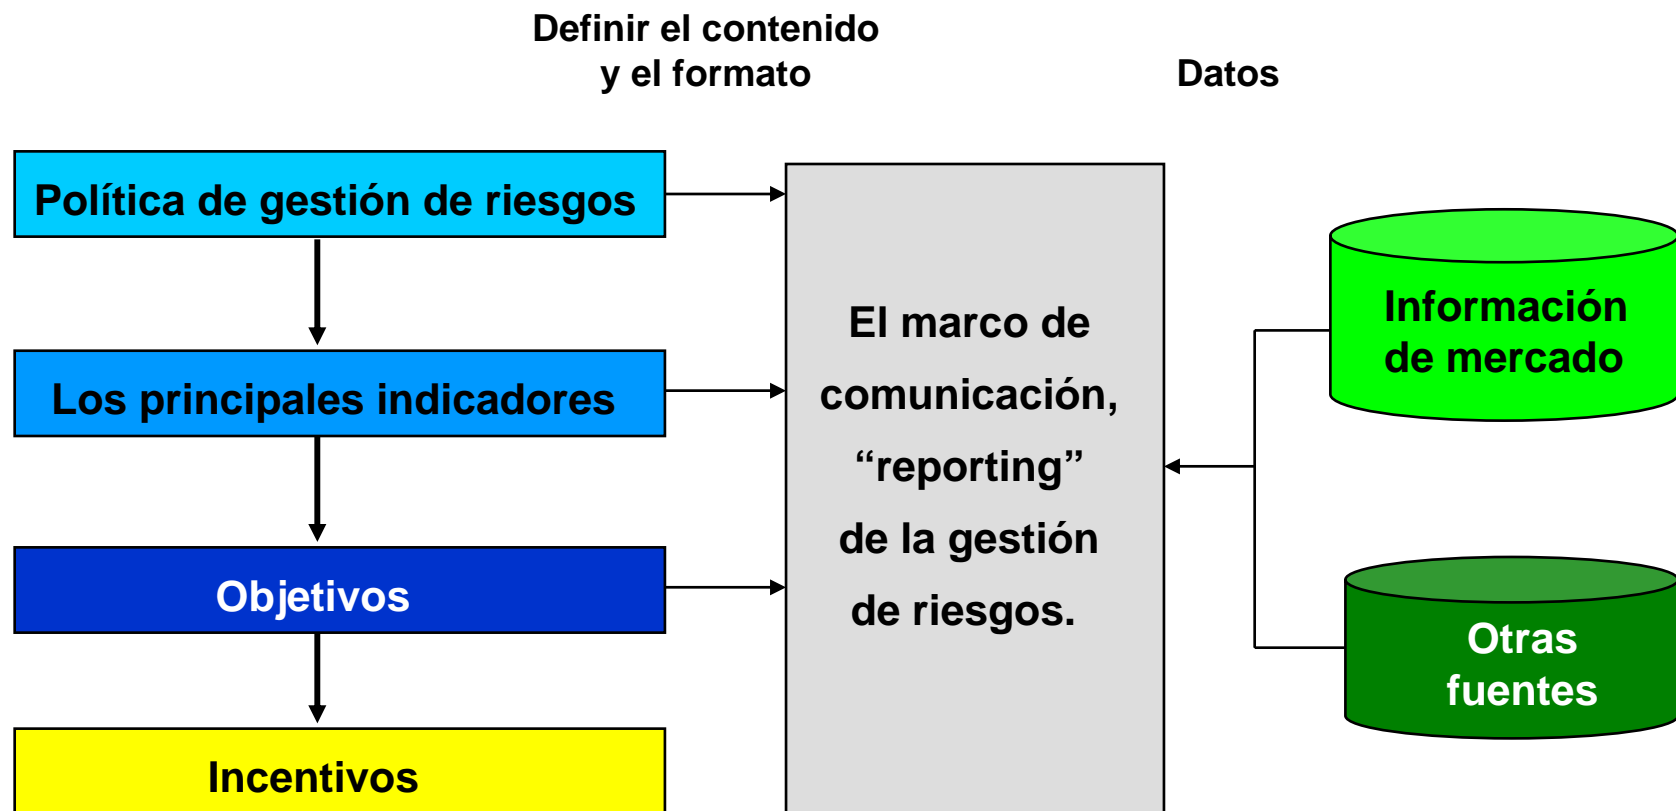 Definir el contenido
y el formato
Datos
Política de gestión de riesgos
Los principales indicadores
Objetivos
Incentivos
El marco de
comunicación,
“reporting”
de la gestión
de riesgos.
Información
de mercado
Otras
fuentes